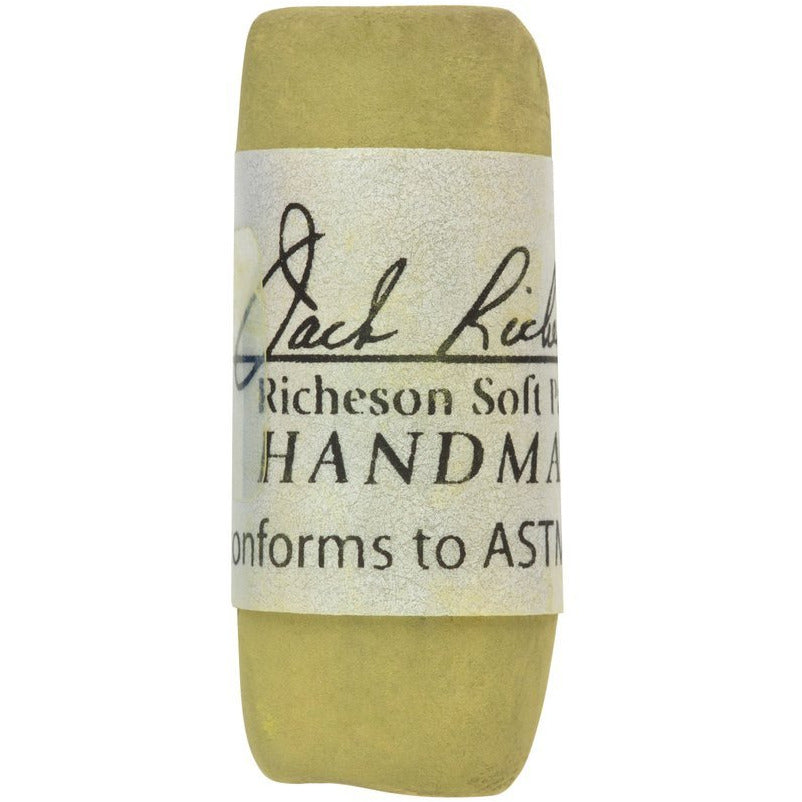 Jack Riche
Richeson Soft P
HANDMA
onforms to ASTM